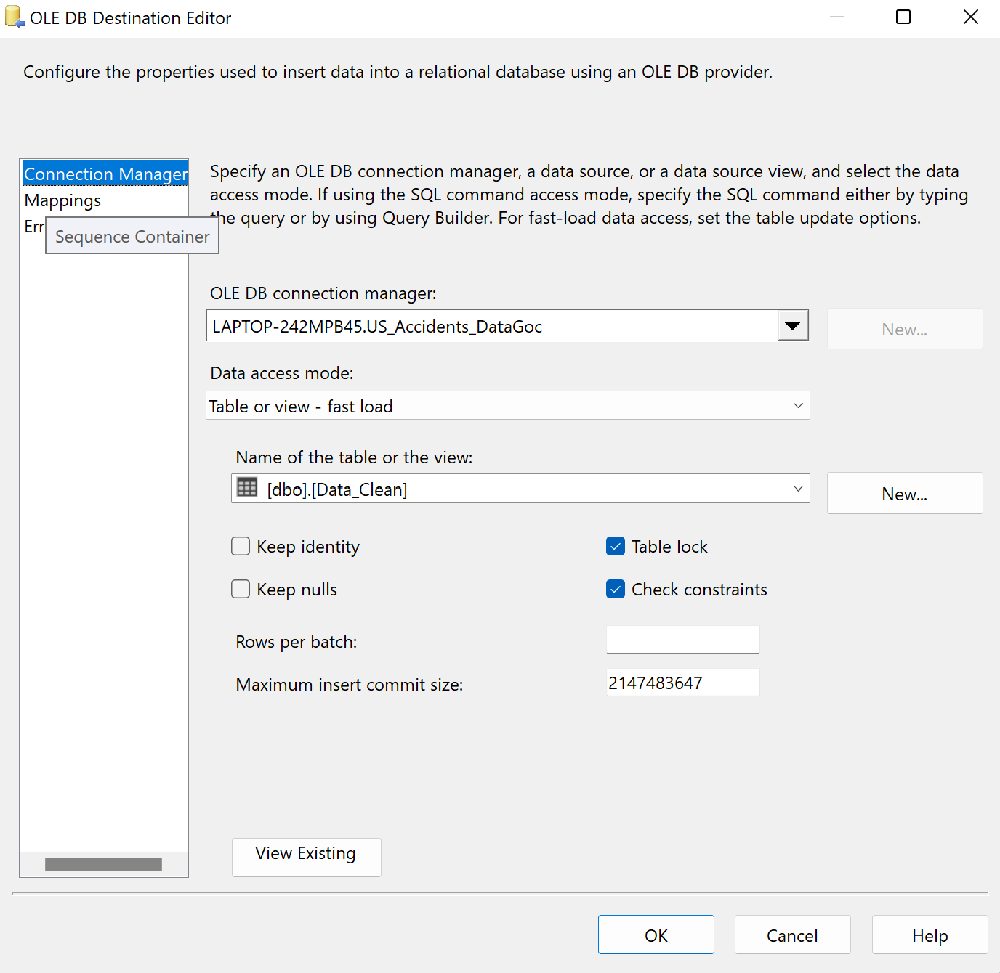 OLE DB Destination Editor
Configure the properties used to insert data into a relational database using an OLE DB provider.
Connection Manager
Mappings
Err
Sequence Container
Specify an OLE DB connection manager, a data source, or a data source view, and select the data
access mode. If using the SQL command access mode, specify the SQL command either by typing
the query or by using Query Builder. For fast-load data access, set the table update options.
OLE DB connection manager:
LAPTOP-242MPB45.US_Accidents_DataGoc
New...
Data access mode:
Table or view - fast load
Name of the table or the view:
[dbo].[Data_Clean]
New...
Keep identity
Table lock
Keep nulls
Check constraints
Rows per batch:
Maximum insert commit size:
2147483647
View Existing
OK
Cancel
Help